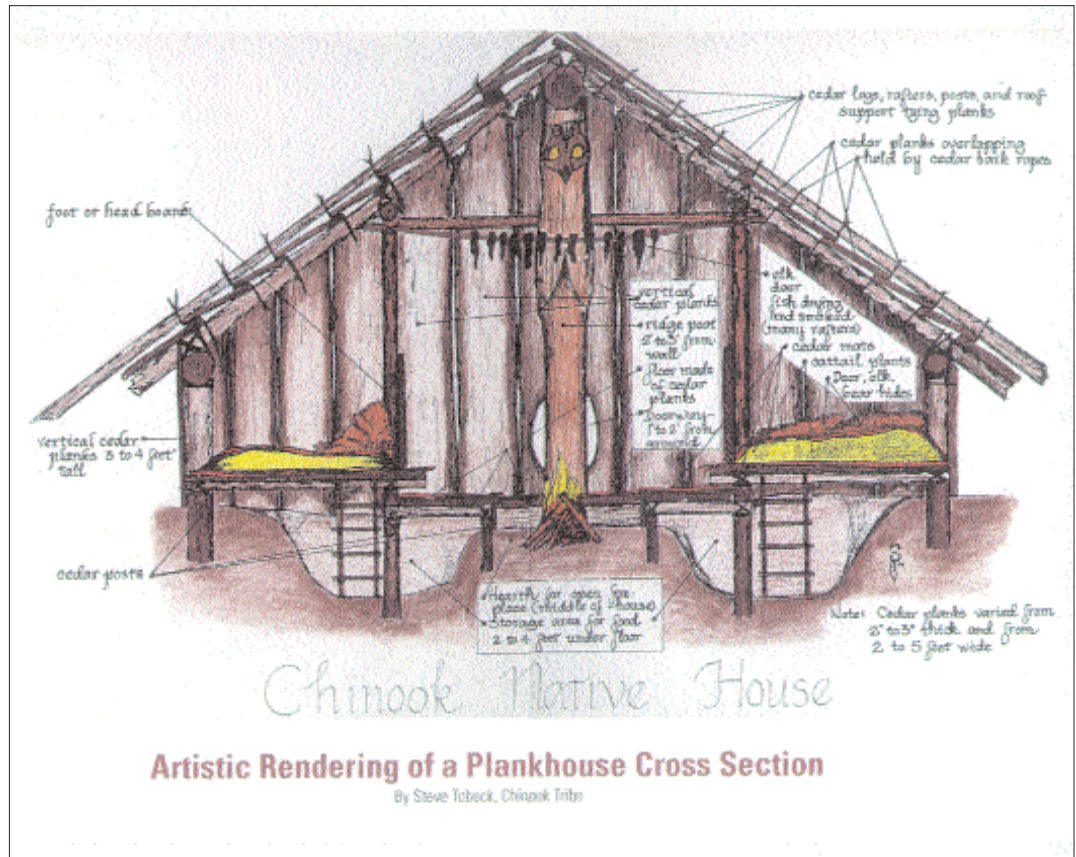 cedar logs, rafters, posts, and roof
support tying planks
cedar planks overlapping
held by cedar bark ropes
foot or head board
vertical
cedar planks
ridge post
2' to 3' from
wall
floor made
of cedar
planks
Doorway-
1' to 2' from
ground
elk
deer
fish drying
and smoked
(many rafters)
cedar mats
cattail plants
Deer, elk,
bear hides
vertical cedar
planks 3 to 4 feet
tall
cedar posts
Hearth for open fire
place (middle of house)
Storage area for food
2 to 4 feet under floor
Note: Cedar planks varied from
2" to 3" thick and from
2 to 5 feet wide
Chinook Native House
Artistic Rendering of a Plankhouse Cross Section
By Steve Tobeck, Chinook Tribe